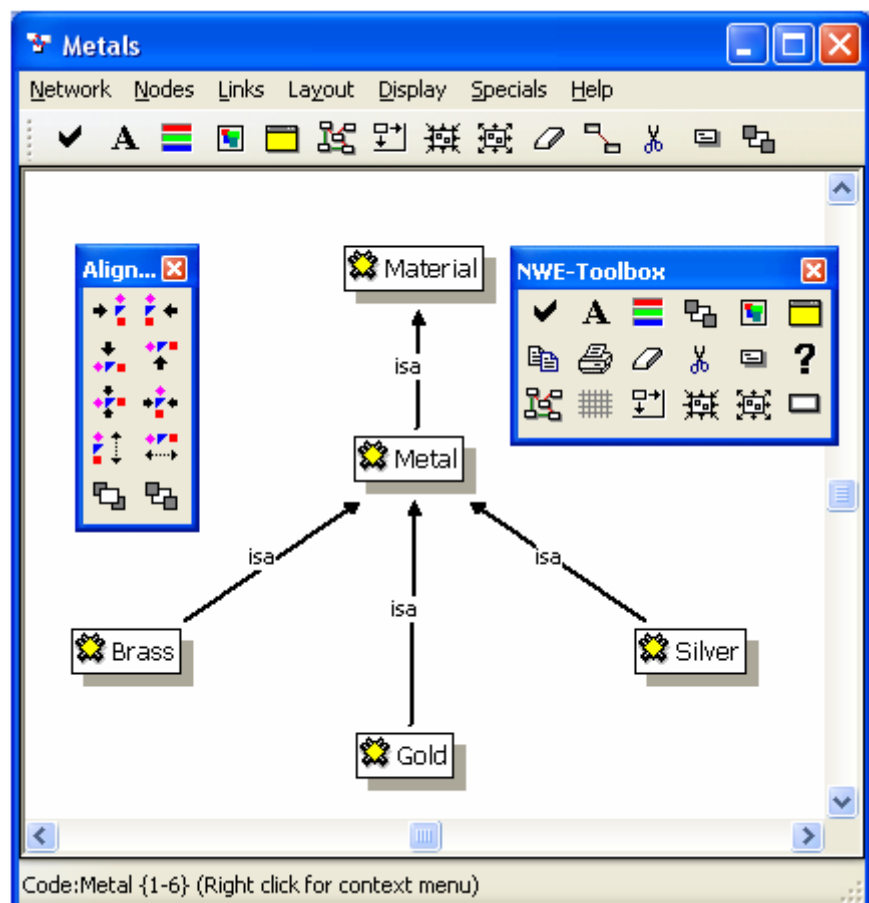 Metals
Network Nodes Links Layout Display Specials Help
Align...
Material
NWE-Toolbox
isa
Metal
isa
isa
isa
Brass
Silver
Gold
Code:Metal {1-6} (Right click for context menu)